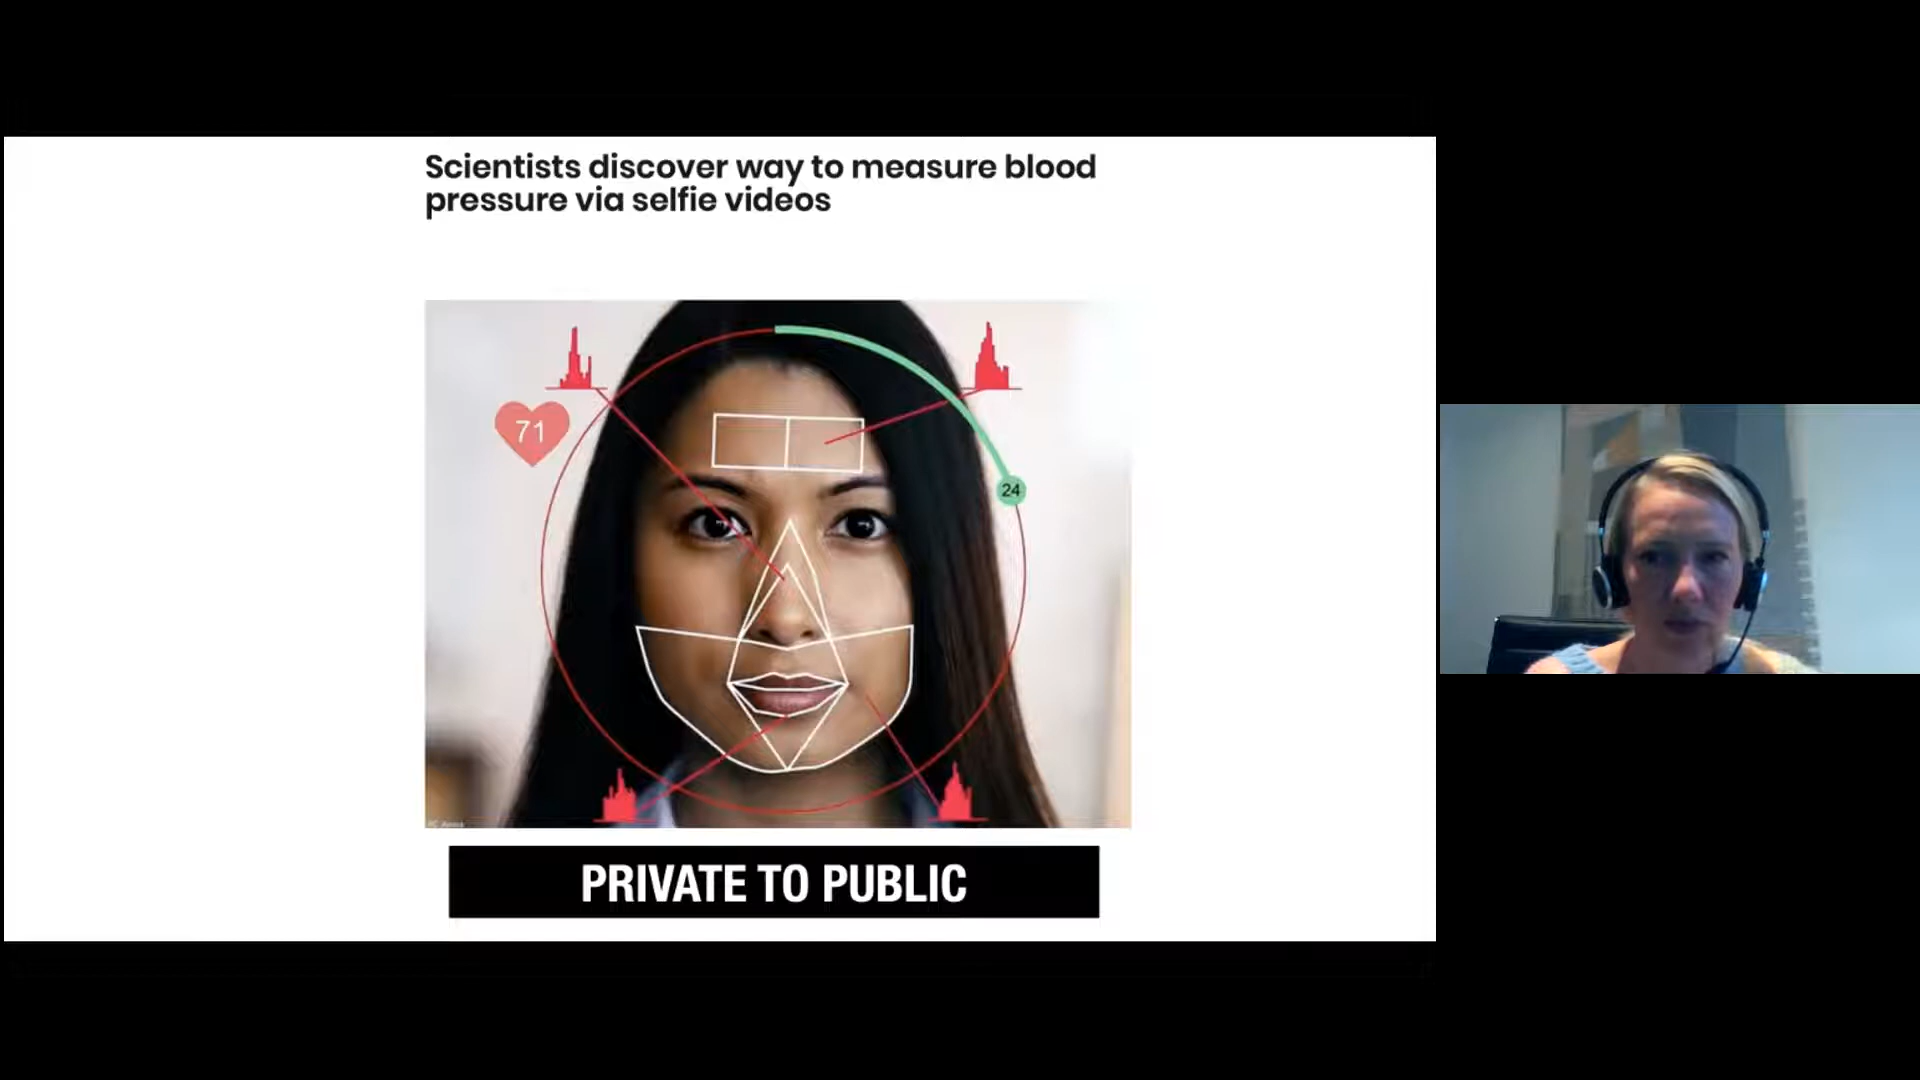 Scientists discover way to measure blood
pressure via selfie videos
71
24
PRIVATE TO PUBLIC